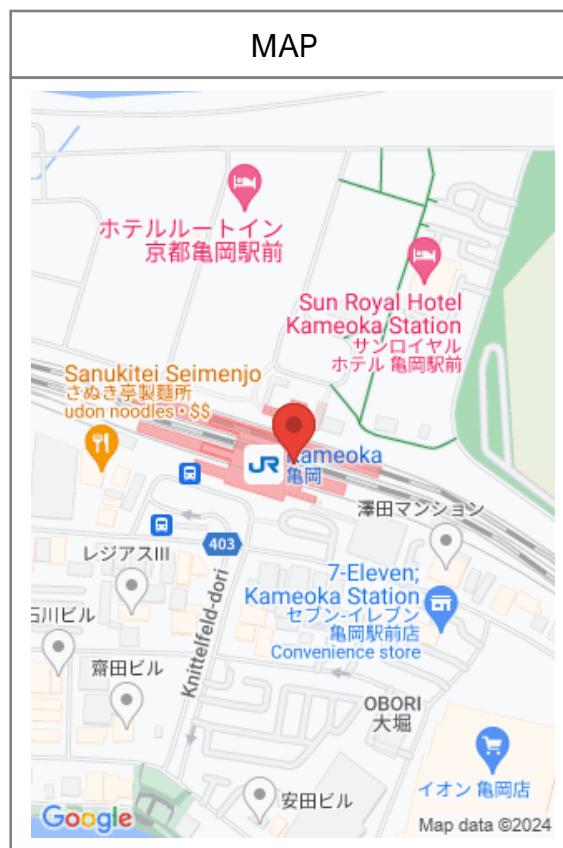 MAP
ホテルルートイン
京都亀岡駅前
Sun Royal Hotel
Kameoka Station
サンロイヤル
ホテル 亀岡駅前
Sanukitei Seimenjo
さぬき亭製麺所
udon noodles • $$
JR
Kameoka
亀岡
澤田マンション
403
レジアスIII
7-Eleven;
Kameoka Station
セブン-イレブン
亀岡駅前店
Convenience store
Knittelfeld-dori
石川ビル
齋田ビル
OBORI
大堀
イオン 亀岡店
安田ビル
Google
Map data ©2024